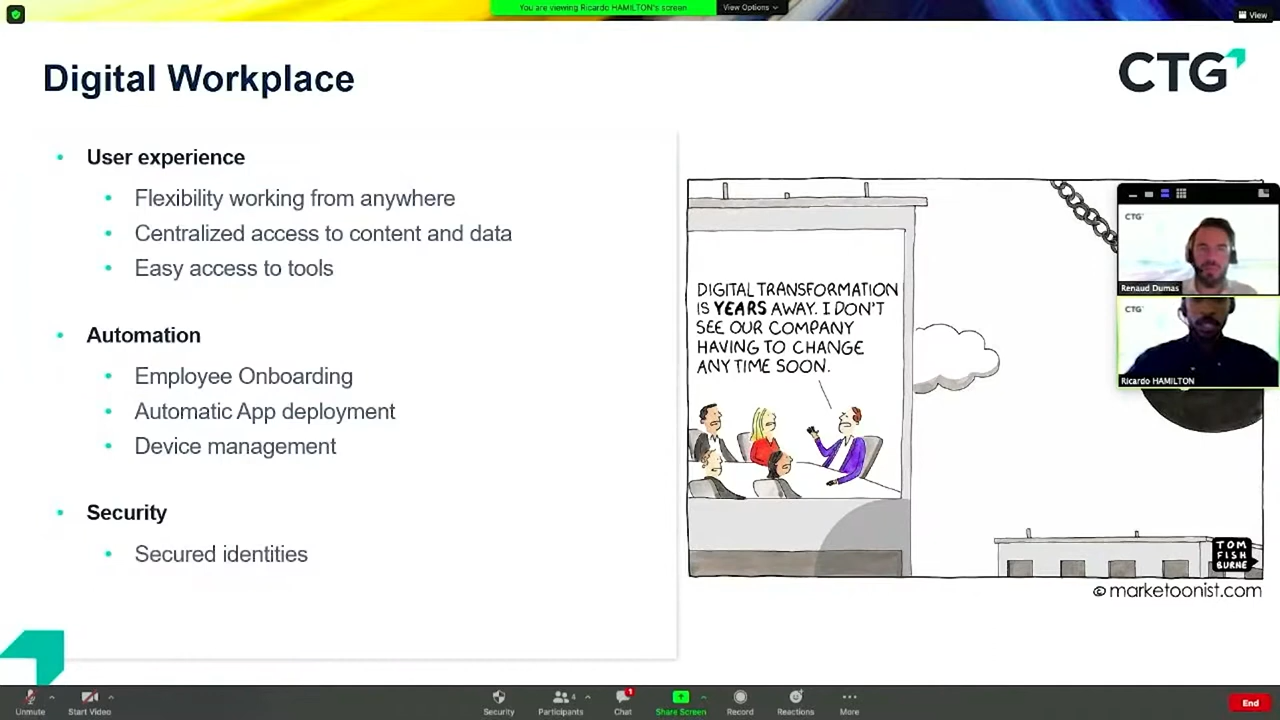 You are viewing Ricardo HAMILTON's screen
View Options
View
Digital Workplace
CTG
User experience
Flexibility working from anywhere
Centralized access to content and data
Easy access to tools
Automation
Employee Onboarding
Automatic App deployment
Device management
Security
Secured identities
DIGITAL TRANSFORMATION
IS YEARS AWAY. I DON'T
SEE OUR COMPANY
HAVING TO CHANGE
ANY TIME SOON.
CTG
Renaud Dumas
CTG
Ricardo HAMILTON
TOM
FISH
BURNE
© marketoonist.com
Unmute
Start Video
Security
Participants
4
Chat
1
Share Screen
Record
Reactions
More
End